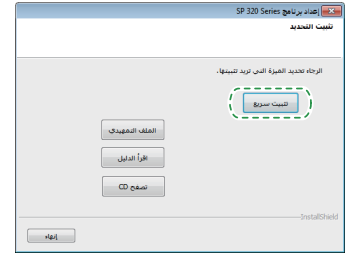 إعداد برنامج SP 320 Series
تثبيت التحديد
الرجاء تحديد الميزة التي تريد تثبيتها.
تثبيت سريع
الملف التمهيدي
اقرأ الدليل
تصفح CD
InstallShield
إنهاء